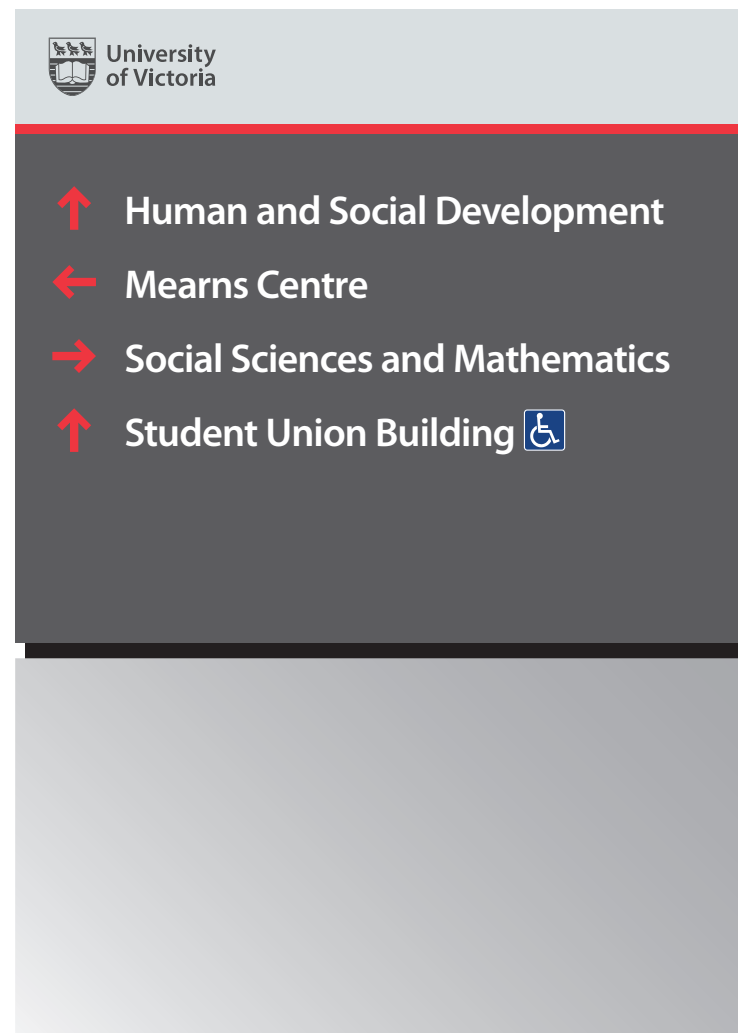 University
of Victoria
↑ Human and Social Development
← Mearns Centre
→ Social Sciences and Mathematics
↑ Student Union Building